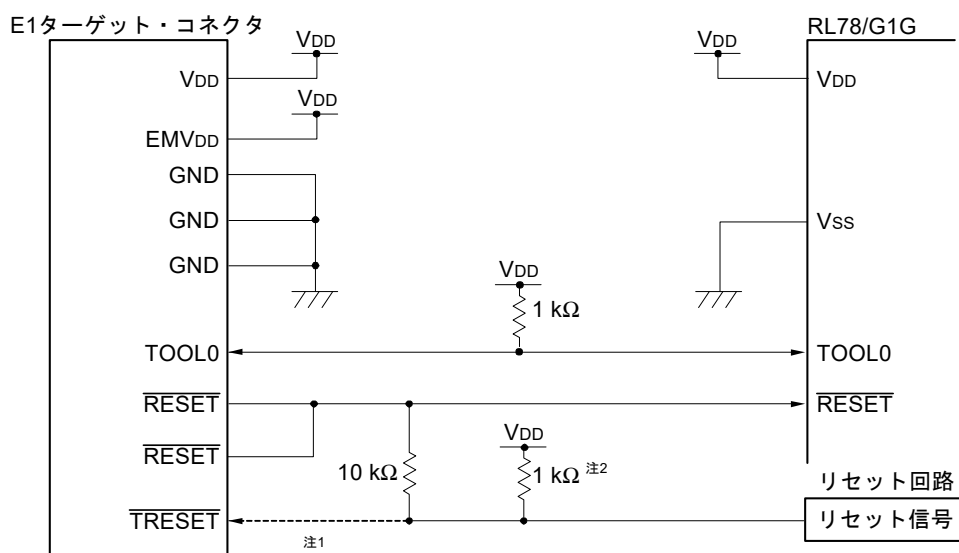 E1ターゲット・コネクタ
RL78/G1G
VDD
VDD
VDD
VDD
VDD
EMVDD
GND
GND
VSS
GND
VDD
1 kΩ
TOOL0
TOOL0
RESET
RESET
RESET
VDD
10 kΩ
1 kΩ 注2
リセット回路
TRESET
リセット信号
注1